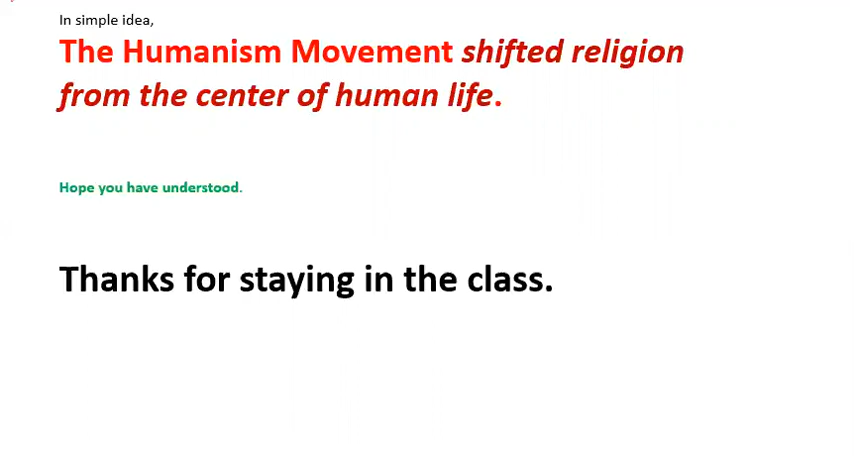 In simple idea,
The Humanism Movement shifted religion
from the center of human life.
Hope you have understood.
Thanks for staying in the class.